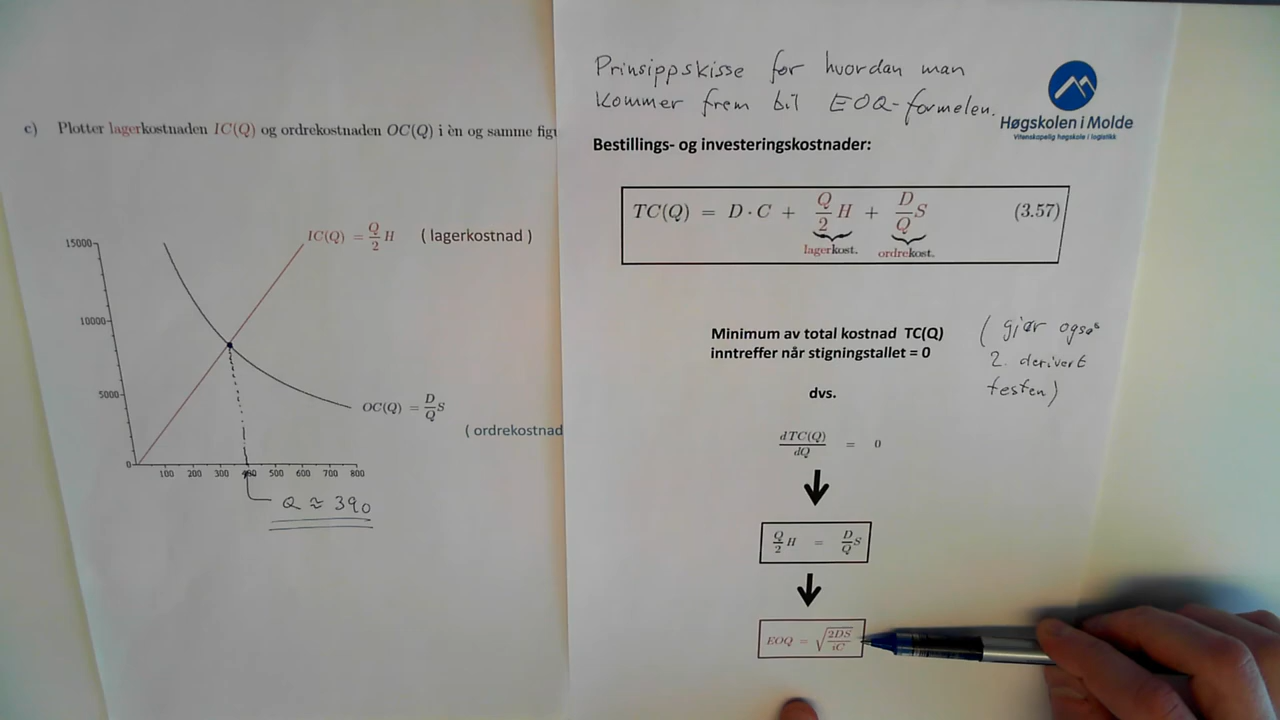 c) Plotter lagerkostnaden IC(Q) og ordrekostnaden OC(Q) i èn og samme
15000
10000
5000
0
100 200 300 400 500 600 700 800
IC(Q) = Q/2 H ( lagerkostnad )
OC(Q) = D/Q S
( ordrekostnad
Q ≈ 390
Prinsippskisse for hvordan man
kommer frem til EOQ-formelen.
Høgskolen i Molde
Vitenskapelig høgskole i logistikk
Bestillings- og investeringskostnader:
TC(Q) = D · C + Q/2 H + D/Q S (3.57)
lagerkost. ordrekost.
Minimum av total kostnad TC(Q)
inntreffer når stigningstallet = 0
( gjør også
2. derivert
testen )
dvs.
dTC(Q)/dQ = 0
Q/2 H = D/Q S
EOQ = √(2DS/iC)